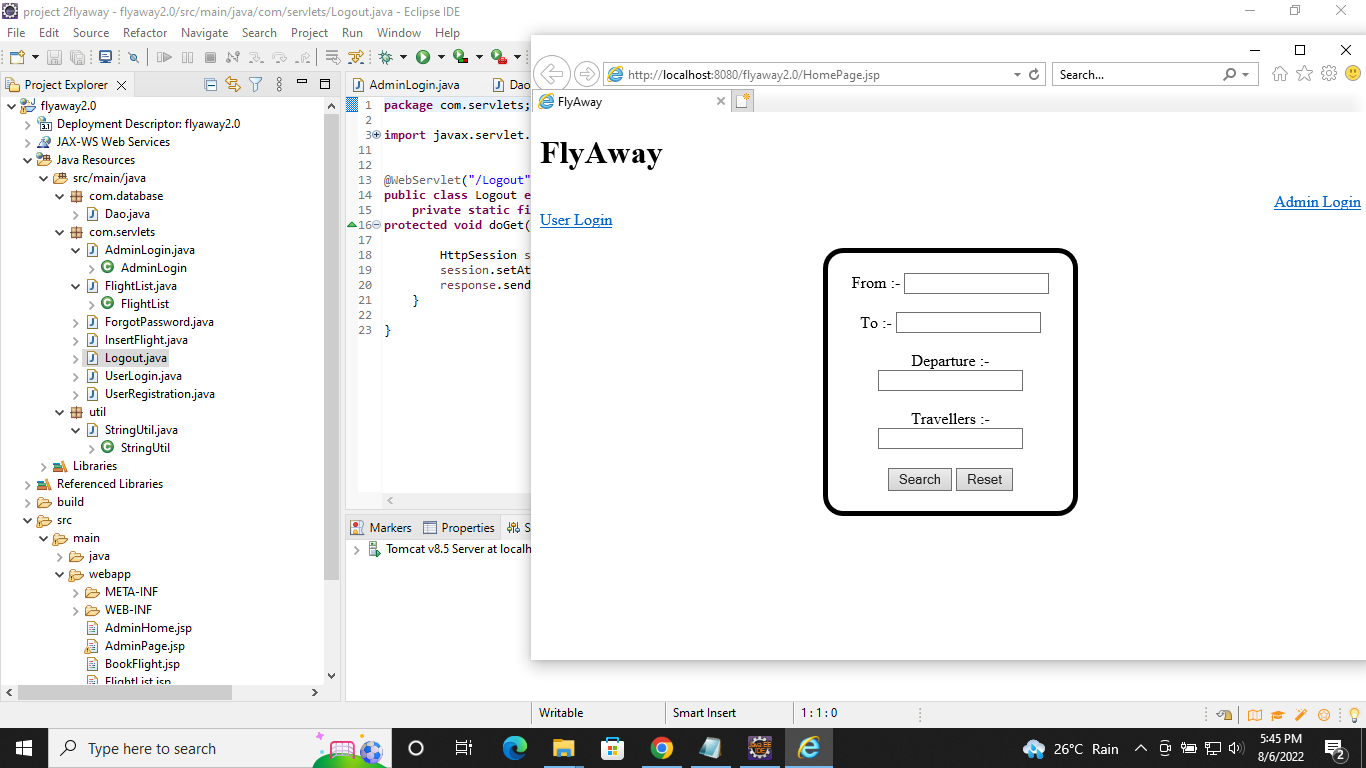 project 2flyaway - flyaway2.0/src/main/java/com/servlets/Logout.java - Eclipse IDE
File Edit Source Refactor Navigate Search Project Run Window Help
Project Explorer
flyaway2.0
Deployment Descriptor: flyaway2.0
JAX-WS Web Services
Java Resources
src/main/java
com.database
Dao.java
com.servlets
AdminLogin.java
AdminLogin
FlightList.java
FlightList
ForgotPassword.java
InsertFlight.java
Logout.java
UserLogin.java
UserRegistration.java
util
StringUtil.java
StringUtil
Libraries
Referenced Libraries
build
src
main
java
webapp
META-INF
WEB-INF
AdminHome.jsp
AdminPage.jsp
BookFlight.jsp
FlightList.jsp
AdminLogin.java Dao
1 package com.servlets;
2
3 import javax.servlet.
11
12
13 @WebServlet("/Logout"
14 public class Logout e
15 private static fi
16 protected void doGet(
17
18 HttpSession s
19 session.setAt
20 response.send
21 }
22
23 }
Markers Properties S
Tomcat v8.5 Server at localh
http://localhost:8080/flyaway2.0/HomePage.jsp
Search...
FlyAway
FlyAway
Admin Login
User Login
From :-
To :-
Departure :-
Travellers :-
Search Reset
Writable Smart Insert 1 : 1 : 0
Type here to search
26°C Rain
5:45 PM
8/6/2022
2